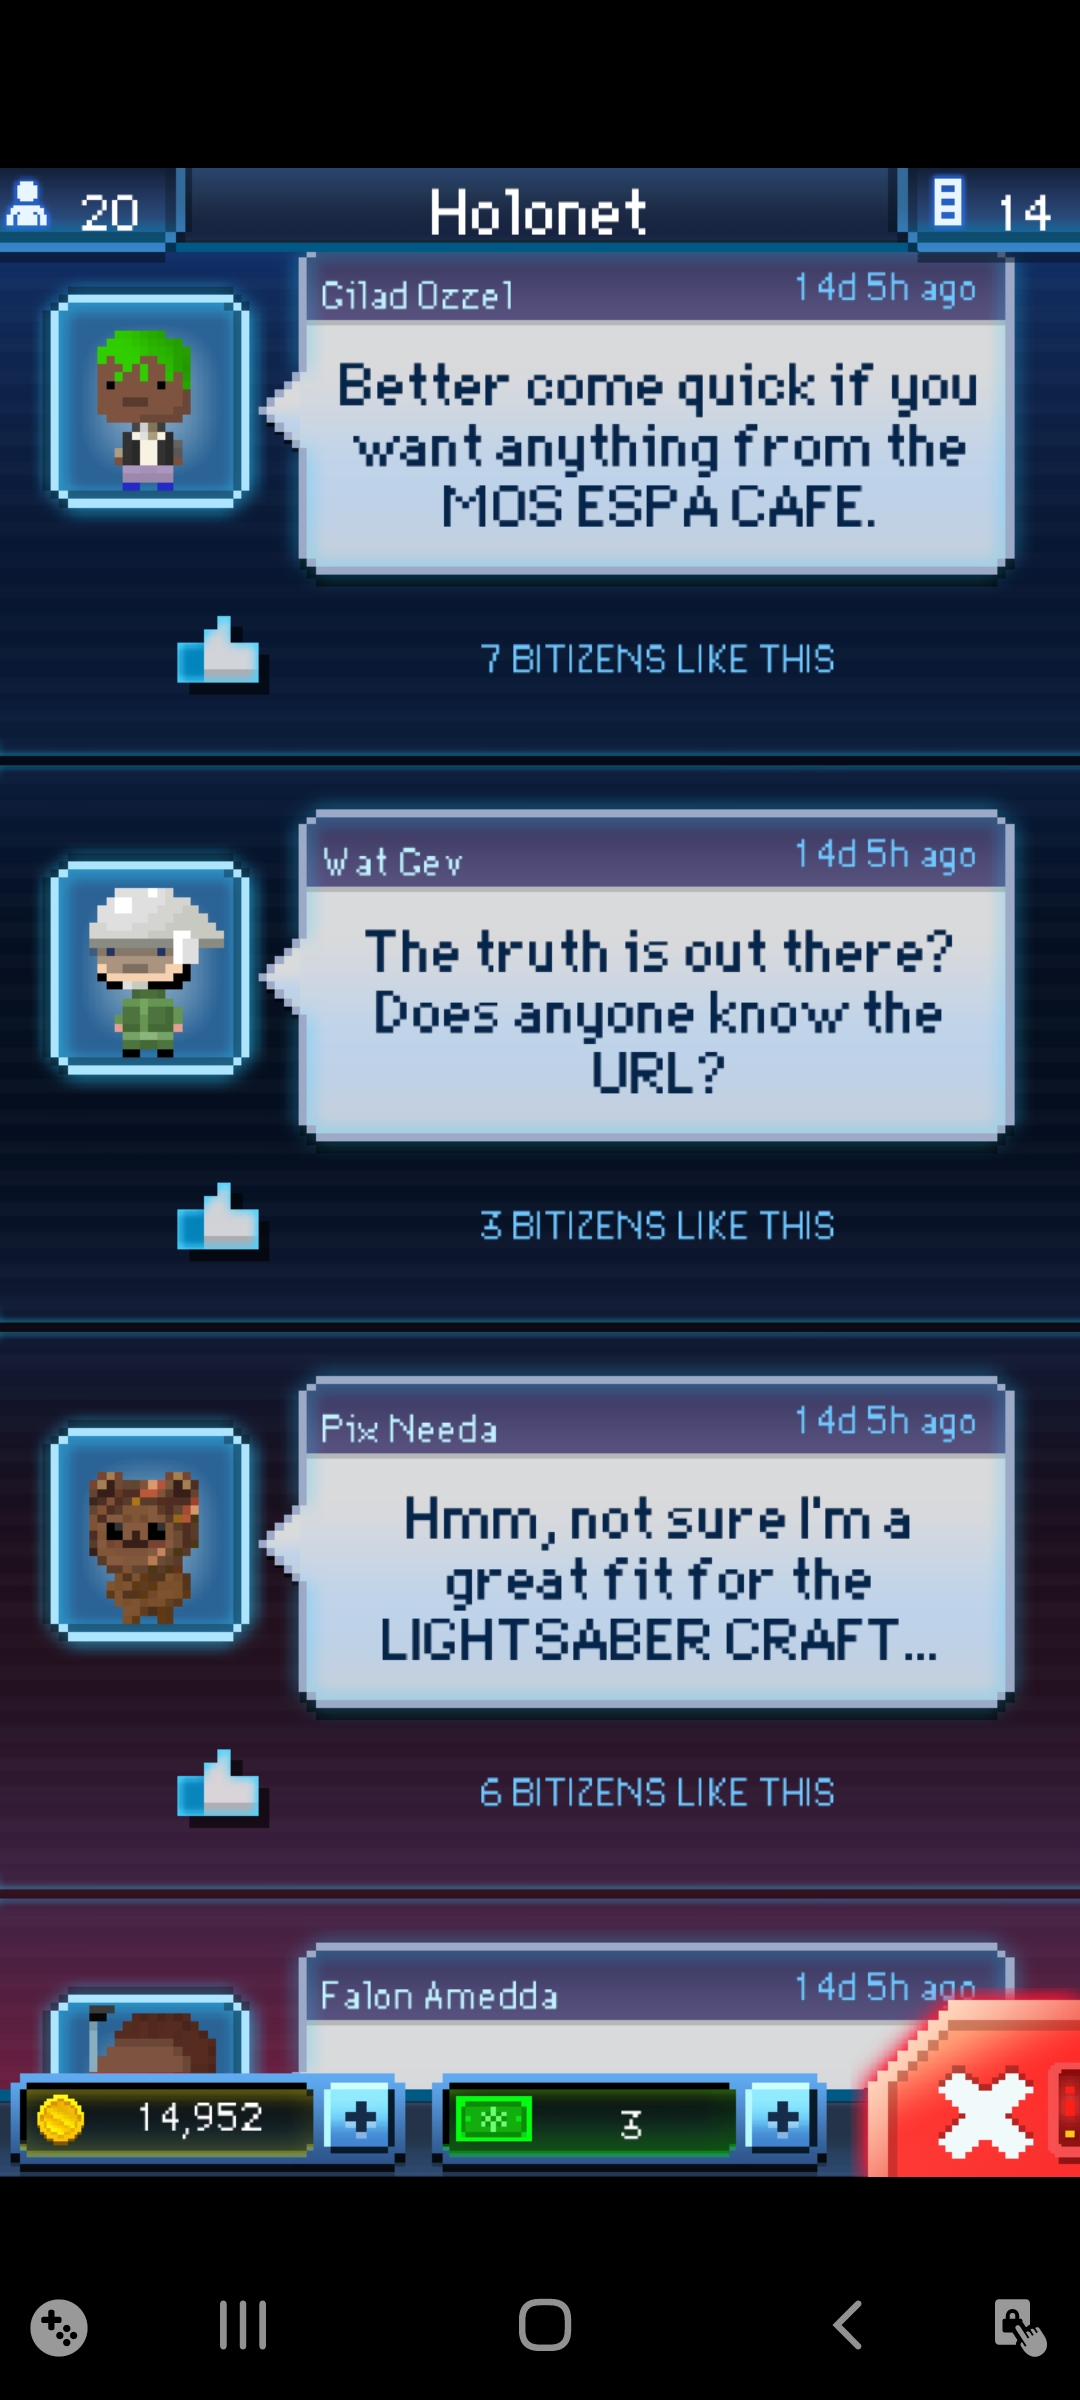 20 Holonet 14
Gilad Ozzel 14d 5h ago
Better come quick if you
want anything from the
MOS ESPA CAFE.
7 BITIZENS LIKE THIS
Wat Gev 14d 5h ago
The truth is out there?
Does anyone know the
URL?
3 BITIZENS LIKE THIS
Pix Needa 14d 5h ago
Hmm, not sure I'm a
great fit for the
LIGHTSABER CRAFT...
6 BITIZENS LIKE THIS
Falon Amedda 14d 5h ago
14,952 3